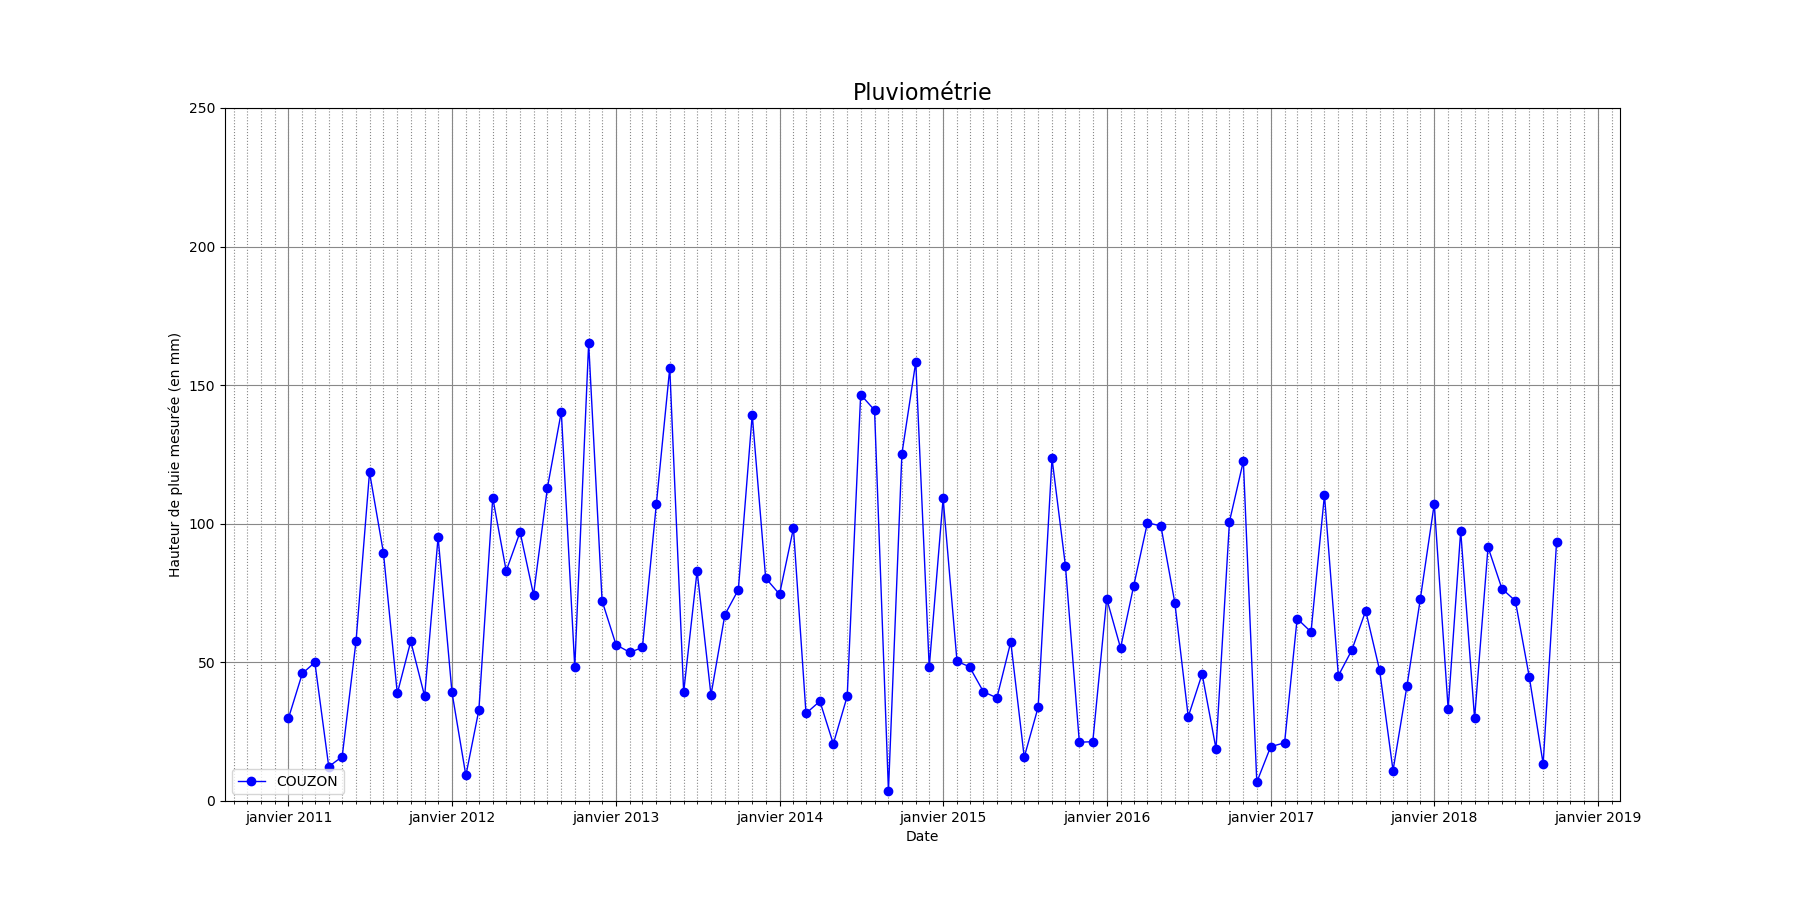 Pluviométrie
Hauteur de pluie mesurée (en mm)
250
200
150
100
50
0
COUZON
janvier 2011
janvier 2012
janvier 2013
janvier 2014
janvier 2015
janvier 2016
janvier 2017
janvier 2018
janvier 2019
Date